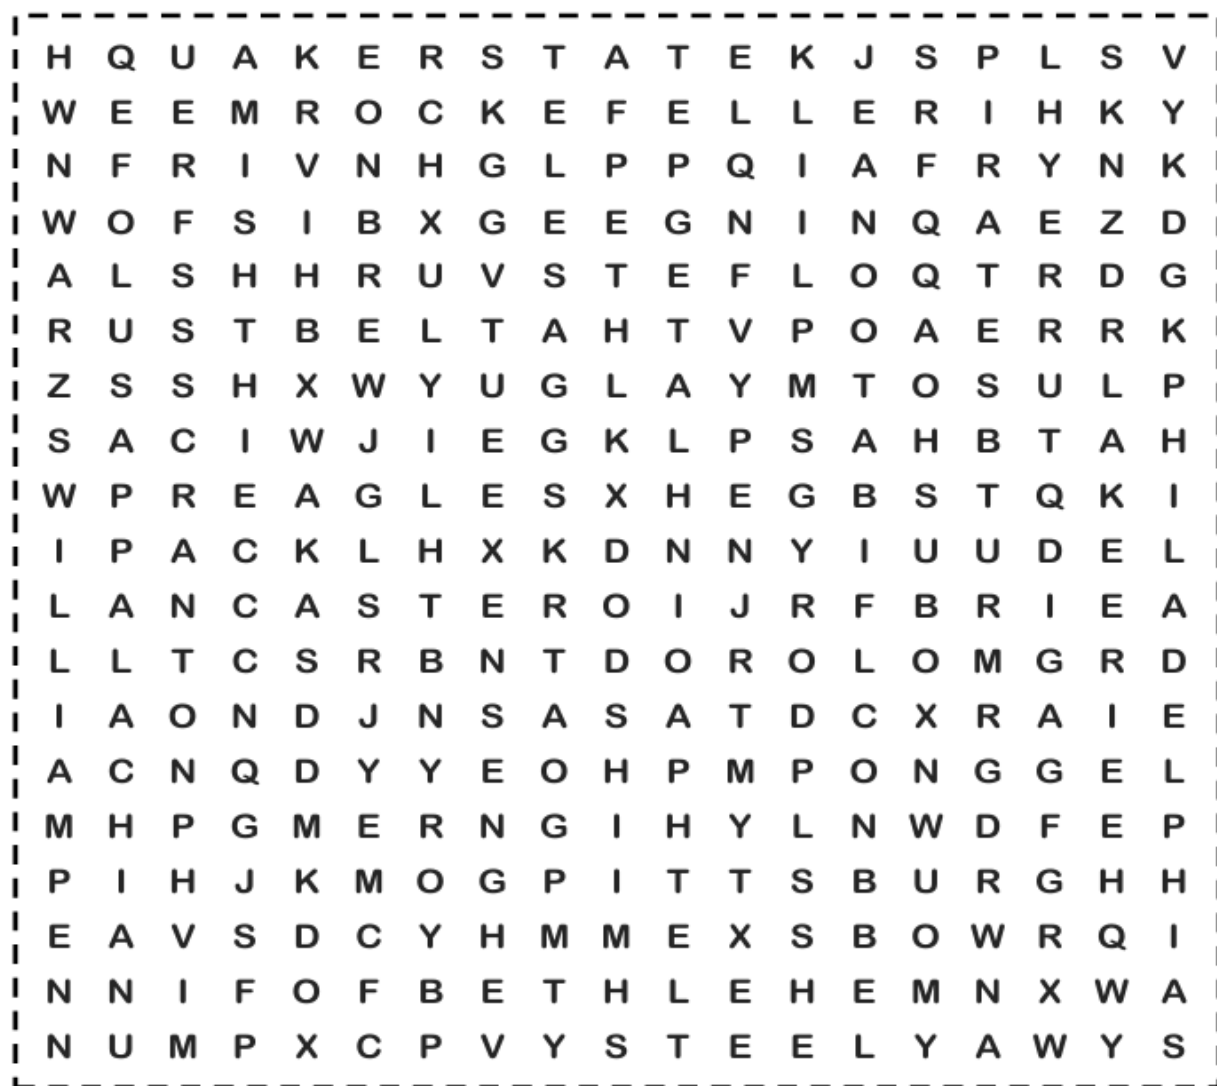 H Q U A K E R S T A T E K J S P L S V
W E E M R O C K E F E L L E R I H K Y
N F R I V N H G L P P Q I A F R Y N K
W O F S I B X G E E G N I N Q A E Z D
A L S H H R U V S T E F L O Q T R D G
R U S T B E L T A H T V P O A E R R K
Z S S H X W Y U G L A Y M T O S U L P
S A C I W J I E G K L P S A H B T A H
W P R E A G L E S X H E G B S T Q K I
I P A C K L H X K D N N Y I U U D E L
L A N C A S T E R O I J R F B R I E A
L L T C S R B N T D O R O L O M G R D
I A O N D J N S A S A T D C X R A I E
A C N Q D Y Y E O H P M P O N G G E L
M H P G M E R N G I H Y L N W D F E P
P I H J K M O G P I T T S B U R G H H
E A V S D C Y H M M E X S B O W R Q I
N N I F O F B E T H L E H E M N X W A
N U M P X C P V Y S T E E L Y A W Y S